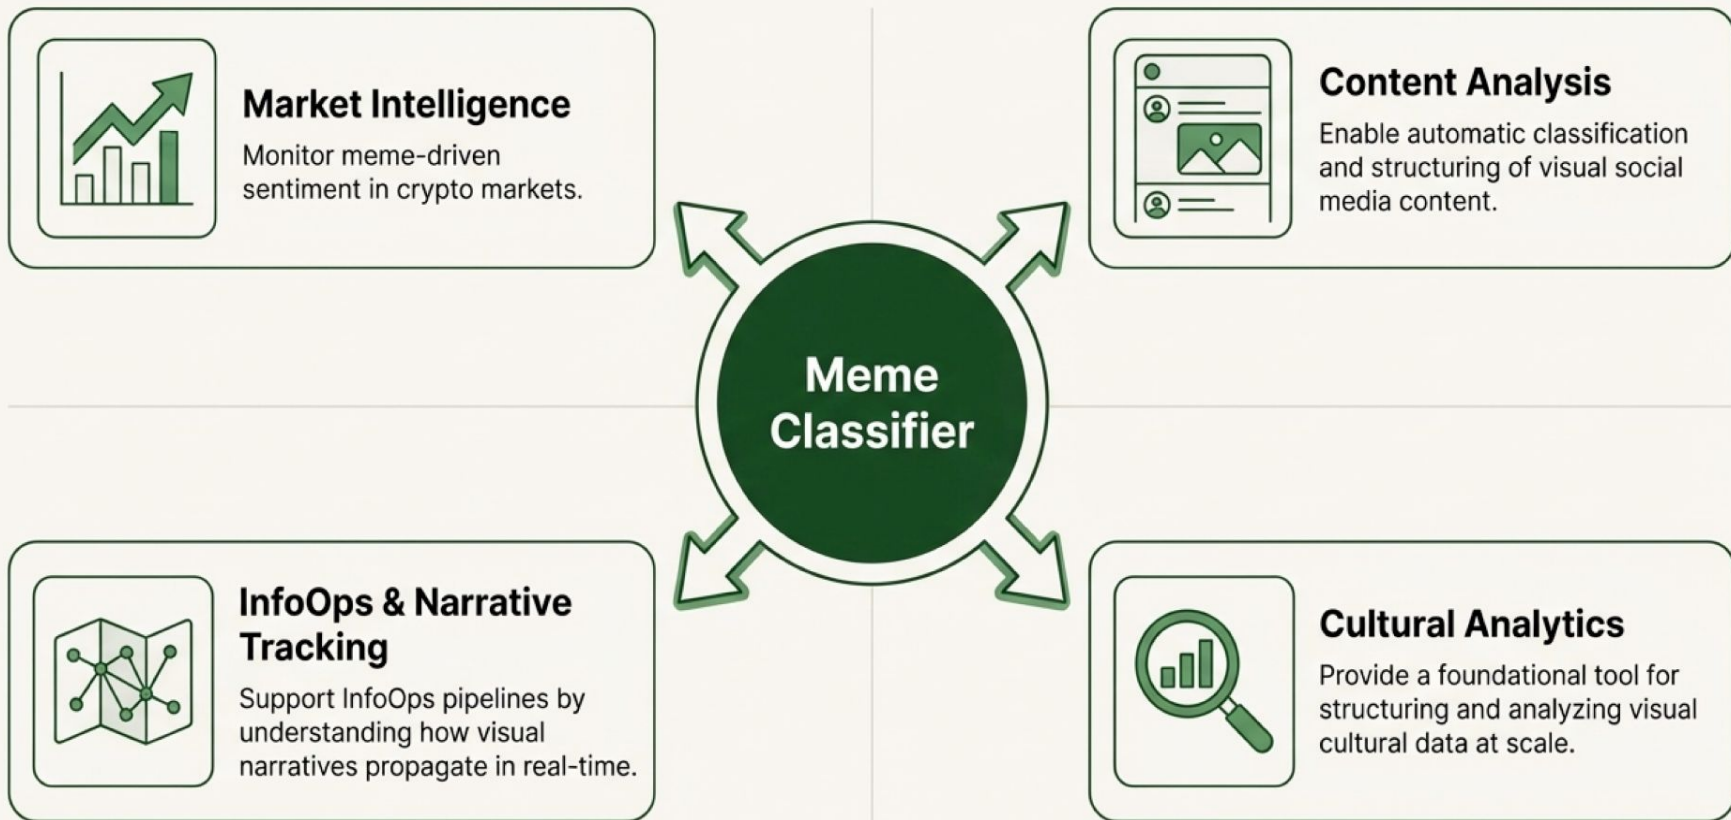 Market Intelligence
Monitor meme-driven
sentiment in crypto markets.
Content Analysis
Enable automatic classification
and structuring of visual social
media content.
Meme
Classifier
InfoOps & Narrative
Tracking
Support InfoOps pipelines by
understanding how visual
narratives propagate in real-time.
Cultural Analytics
Provide a foundational tool for
structuring and analyzing visual
cultural data at scale.